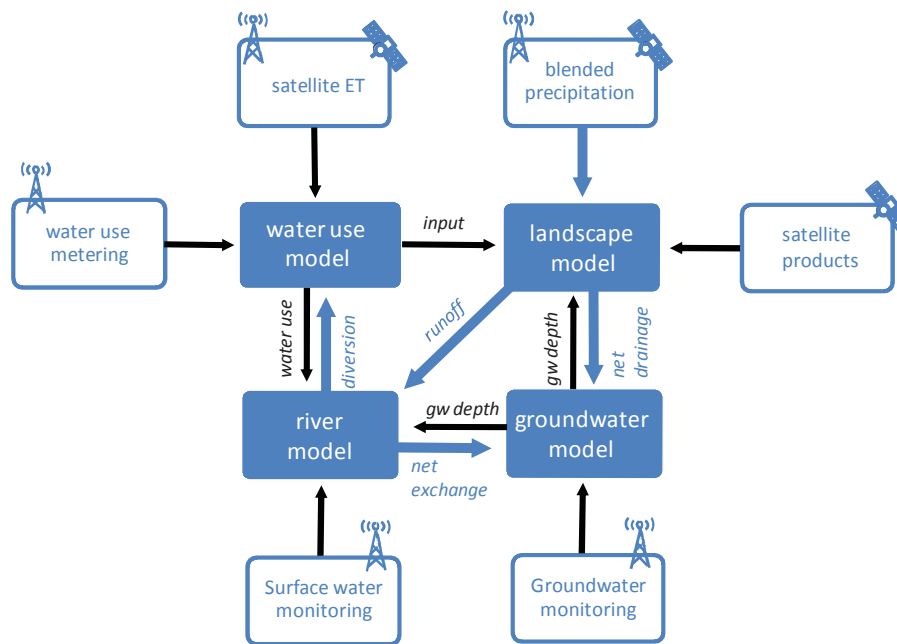 satellite ET
blended
precipitation
water use
metering
water use
model
input
landscape
model
satellite
products
water use
diversion
runoff
gw depth
net
drainage
river
model
gw depth
net
exchange
groundwater
model
Surface water
monitoring
Groundwater
monitoring